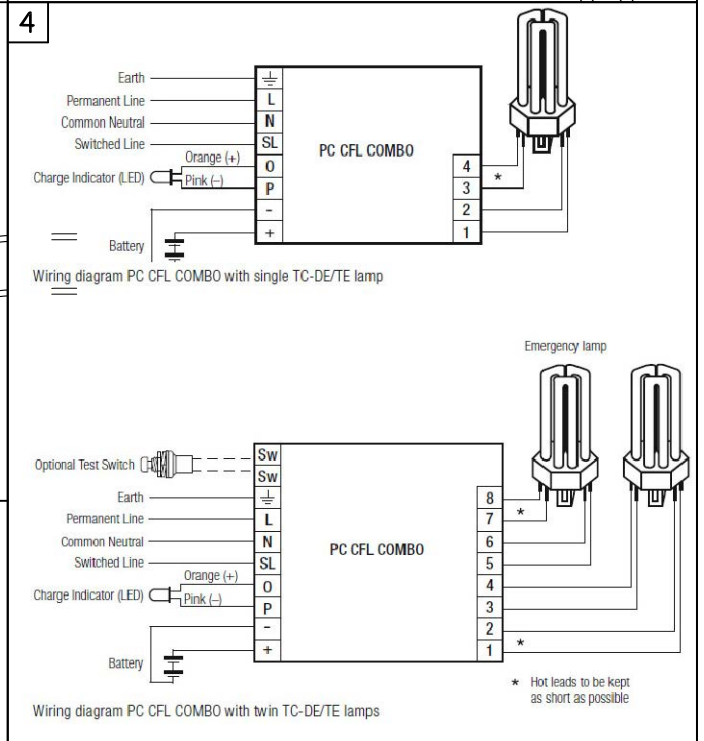 4
Earth
Permanent Line
Common Neutral
Switched Line
Orange (+)
Charge Indicator (LED)
Pink (–)
Battery
L
N
SL
O
P
-
+
PC CFL COMBO
4
3
2
1
*
Wiring diagram PC CFL COMBO with single TC-DE/TE lamp
Emergency lamp
Optional Test Switch
Earth
Permanent Line
Common Neutral
Switched Line
Orange (+)
Charge Indicator (LED)
Pink (–)
Battery
Sw
Sw
L
N
SL
O
P
-
+
PC CFL COMBO
8
7
6
5
4
3
2
1
*
*
* Hot leads to be kept
as short as possible
Wiring diagram PC CFL COMBO with twin TC-DE/TE lamps